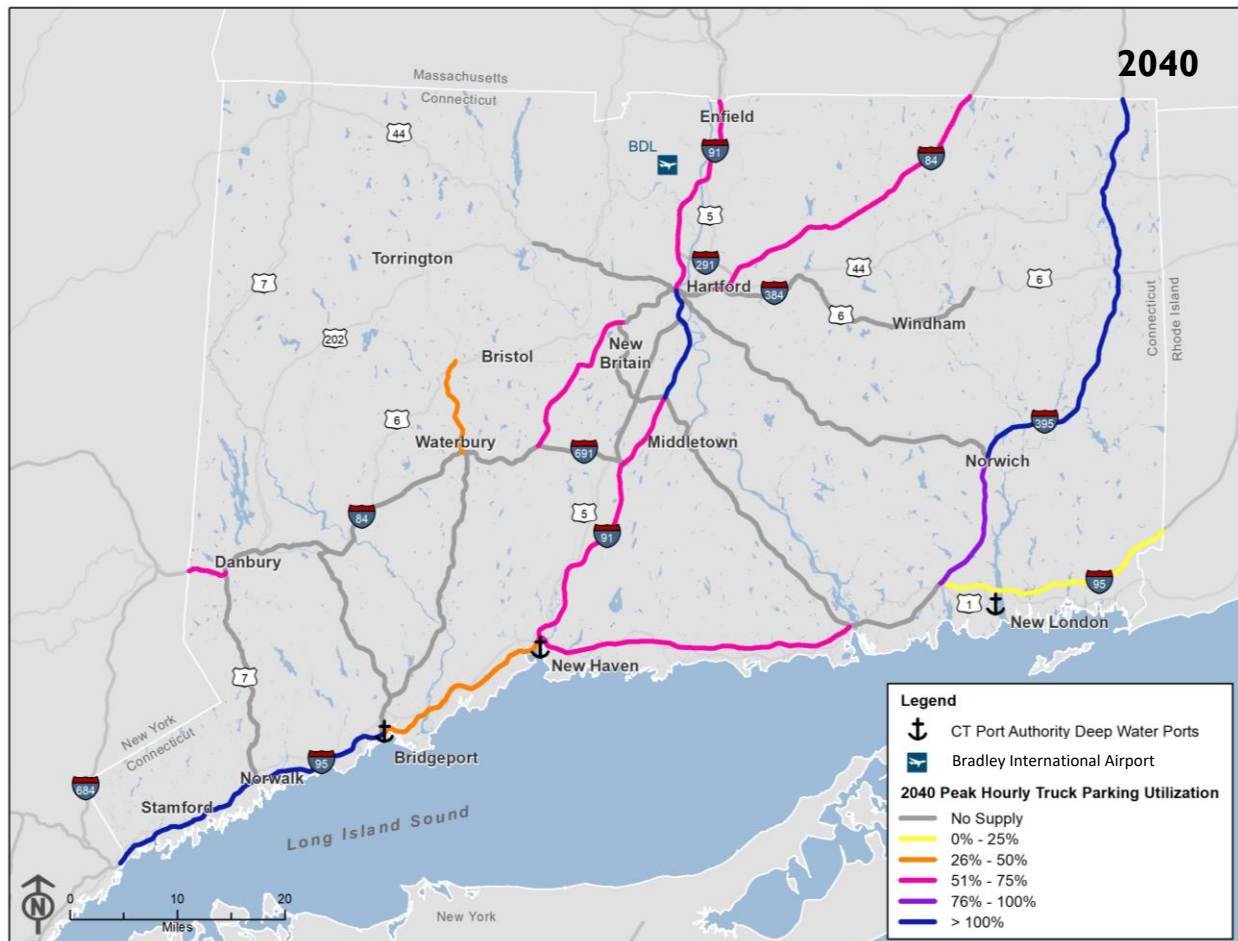 2040
Massachusetts
Connecticut
44
Enfield
BDL
91
84
5
Torrington
291
Hartford
44
6
384
7
6
Windham
Connecticut
Rhode Island
202
Bristol
New
Britain
6
Waterbury
691
Middletown
395
Norwich
84
5
91
Danbury
95
1
New London
7
New Haven
New York
Connecticut
Bridgeport
95
684
Norwalk
Stamford
Long Island Sound
New York
N
0 10 20
Miles
Legend
CT Port Authority Deep Water Ports
Bradley International Airport
2040 Peak Hourly Truck Parking Utilization
No Supply
0% - 25%
26% - 50%
51% - 75%
76% - 100%
> 100%